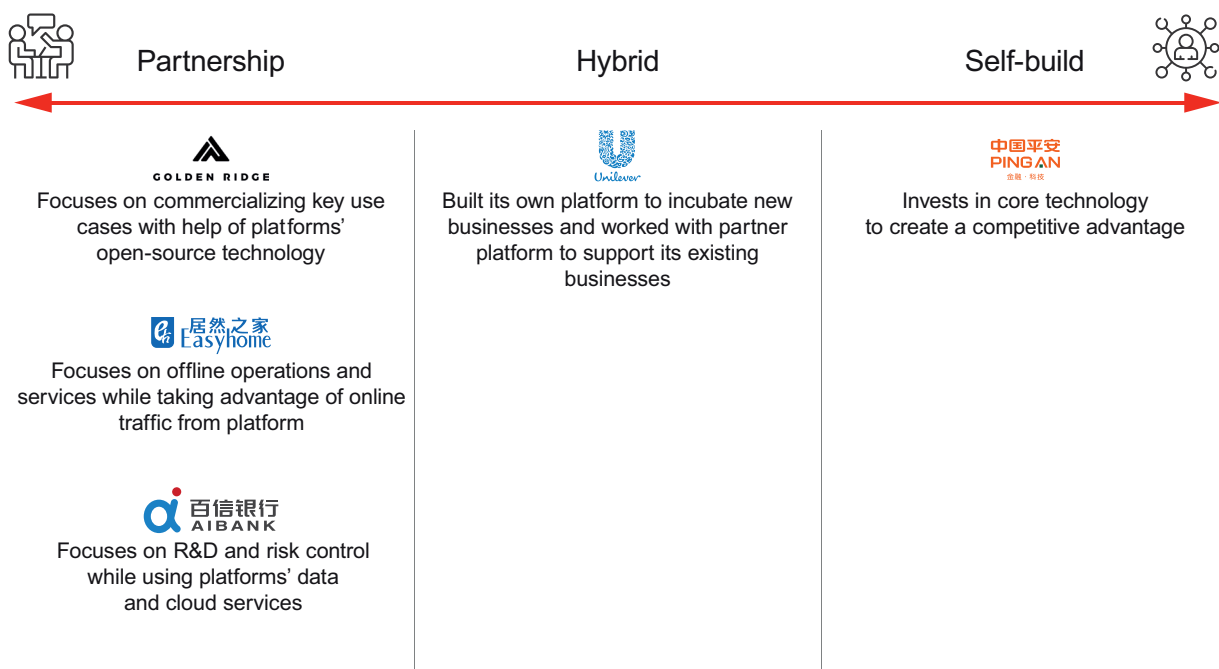 Partnership
Hybrid
Self-build
GOLDEN RIDGE
Focuses on commercializing key use
cases with help of platforms’
open-source technology
居然之家
Easyhome
Focuses on offline operations and
services while taking advantage of online
traffic from platform
百信银行
AIBANK
Focuses on R&D and risk control
while using platforms’ data
and cloud services
Unilever
Built its own platform to incubate new
businesses and worked with partner
platform to support its existing
businesses
中国平安
PING AN
金融·科技
Invests in core technology
to create a competitive advantage